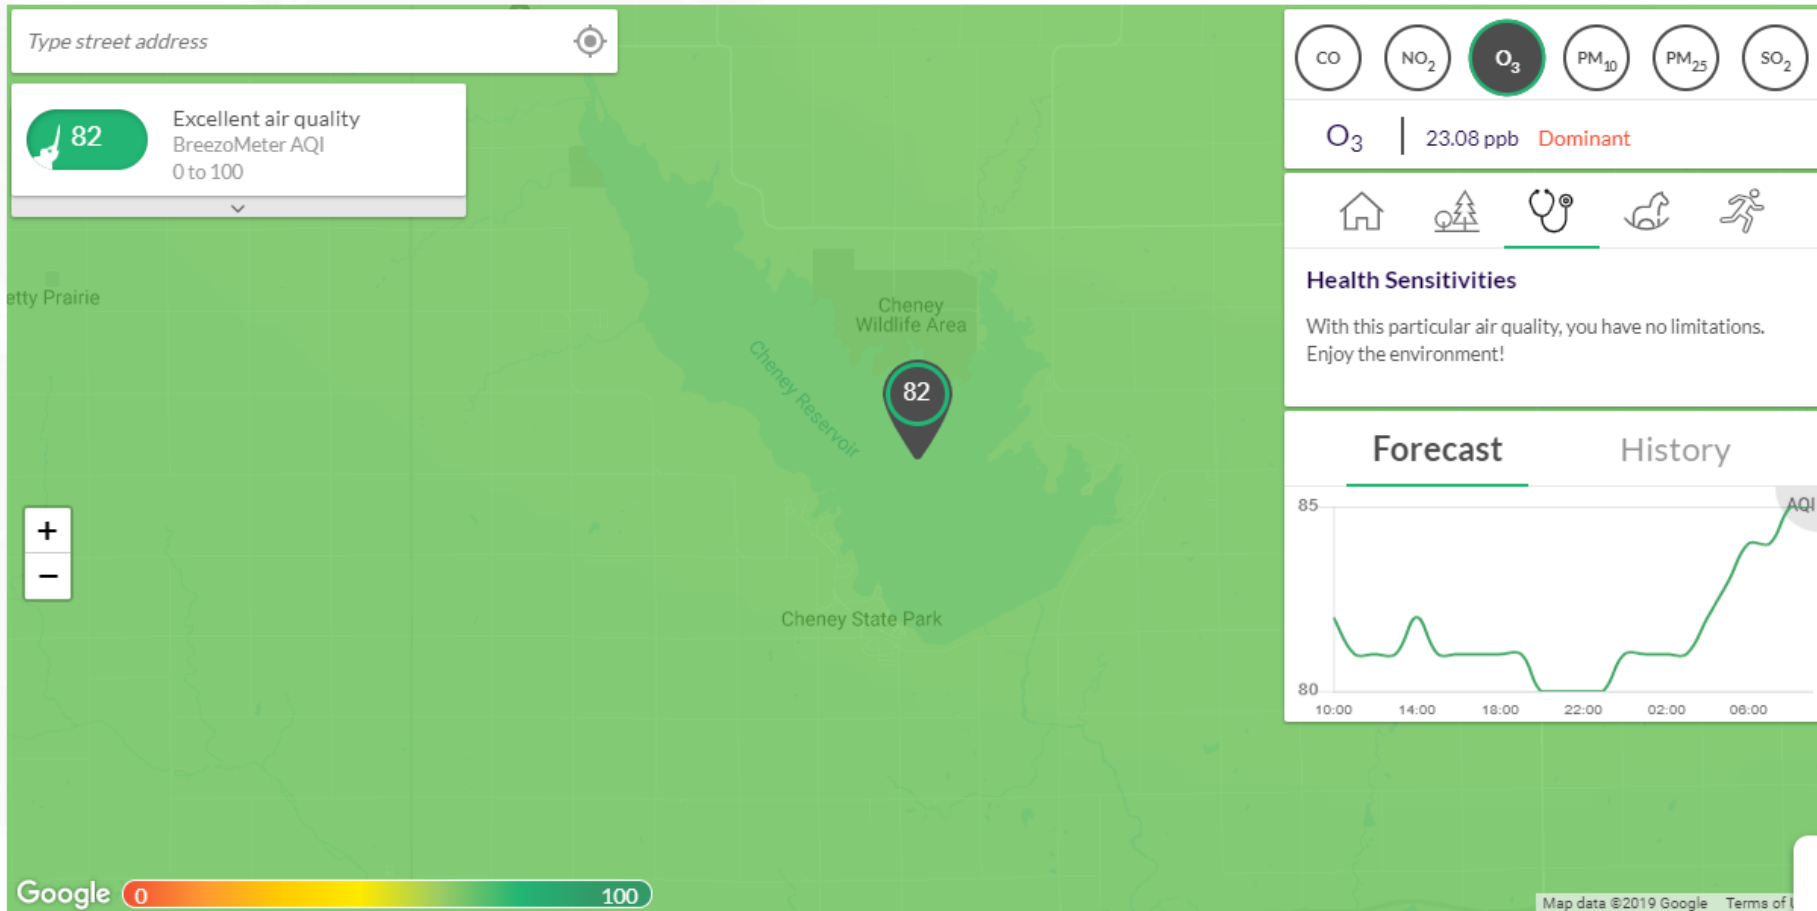 Type street address
82
Excellent air quality
BreezoMeter AQI
0 to 100
CO
NO2
O3
PM10
PM25
SO2
O3
23.08 ppb Dominant
Health Sensitivities
With this particular air quality, you have no limitations.
Enjoy the environment!
Forecast
History
85
AQI
80
10:00
14:00
18:00
22:00
02:00
06:00
etty Prairie
Cheney
Wildlife Area
Cheney Reservoir
82
Cheney State Park
+
−
Google
0
100
Map data ©2019 Google
Terms of